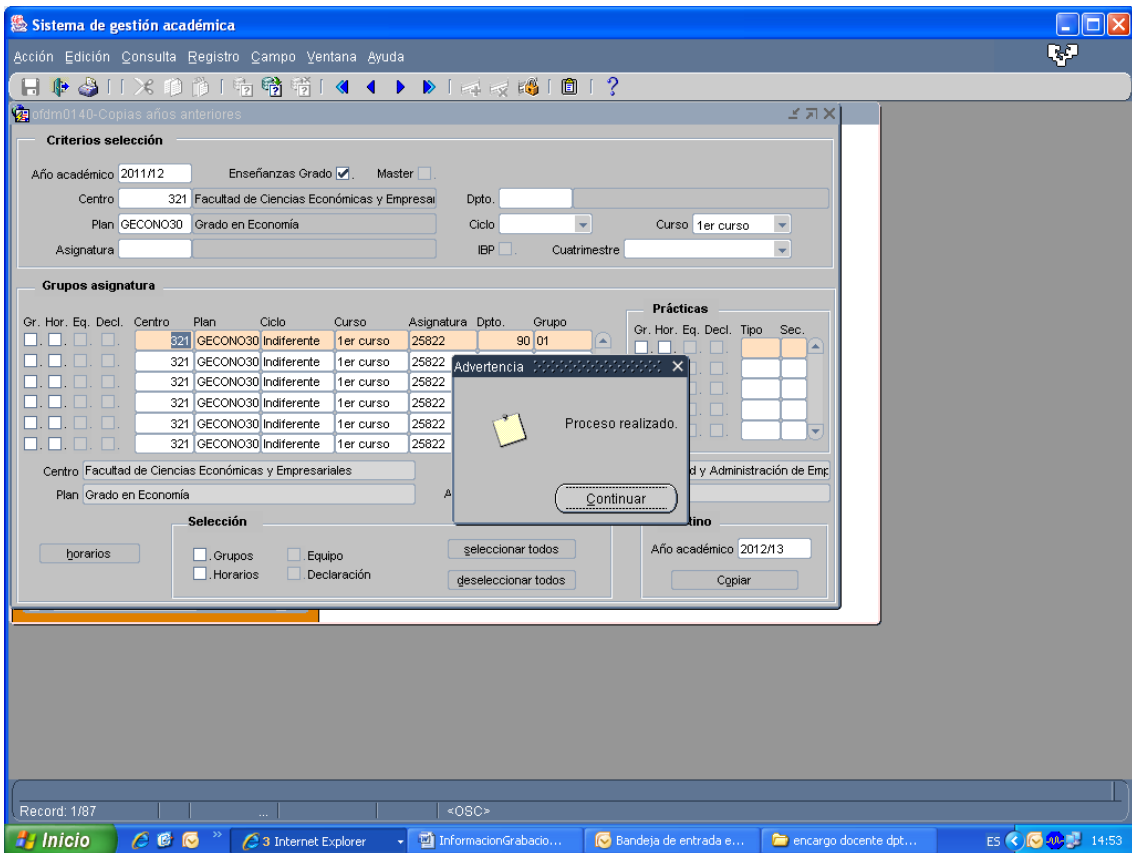 Sistema de gestión académica
Acción Edición Consulta Registro Campo Ventana Ayuda
ofdm0140-Copias años anteriores
Criterios selección
Año académico 2011/12 Enseñanzas Grado Master
Centro 321 Facultad de Ciencias Económicas y Empresar Dpto.
Plan GECONO30 Grado en Economía Ciclo Curso 1er curso
Asignatura IBP Cuatrimestre
Grupos asignatura
Prácticas
Gr. Hor. Eq. Decl. Centro Plan Ciclo Curso Asignatura Dpto. Grupo Gr. Hor. Eq. Decl. Tipo Sec.
321 GECONO30 Indiferente 1er curso 25822 90 01
321 GECONO30 Indiferente 1er curso 25822
321 GECONO30 Indiferente 1er curso 25822
321 GECONO30 Indiferente 1er curso 25822
321 GECONO30 Indiferente 1er curso 25822
321 GECONO30 Indiferente 1er curso 25822
Advertencia
Proceso realizado.
Continuar
Centro Facultad de Ciencias Económicas y Empresariales d y Administración de Emp
Plan Grado en Economía A
Selección tino
horarios Grupos Equipo seleccionar todos Año académico 2012/13
Horarios Declaración deseleccionar todos Copiar
Record: 1/87 ... <OSC>
Inicio » 3 Internet Explorer InformacionGrabacio... Bandeja de entrada e... encargo docente dpt... ES 14:53